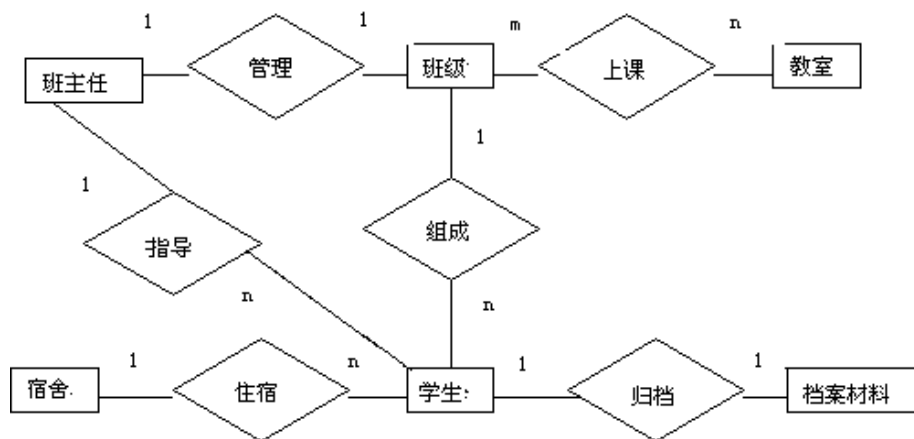 1 1 m n
班主任 管理 班级 上课 教室
1
1
组成
指导
n
n
1 n 1 1
宿舍 住宿 学生 归档 档案材料